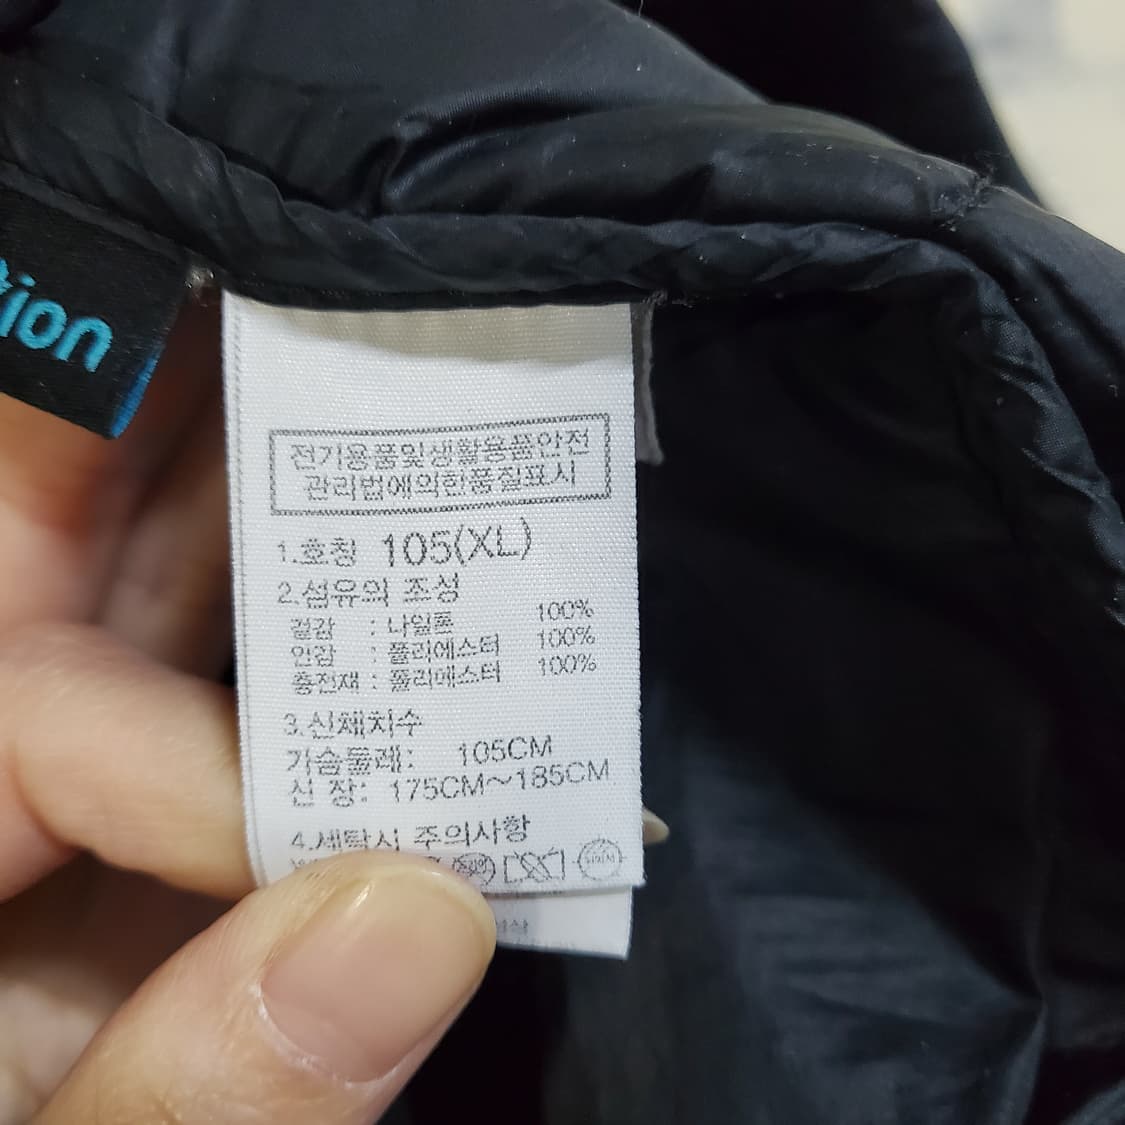 tion
전기용품및생활용품안전
관리법에의한품질표시
1.호칭 105(XL)
2.섬유의 조성
겉감 : 나일론 100%
안감 : 폴리에스터 100%
충전재 : 폴리에스터 100%
3.신체치수
가슴둘레: 105CM
신 장: 175CM~185CM
4.세탁시 주의사항